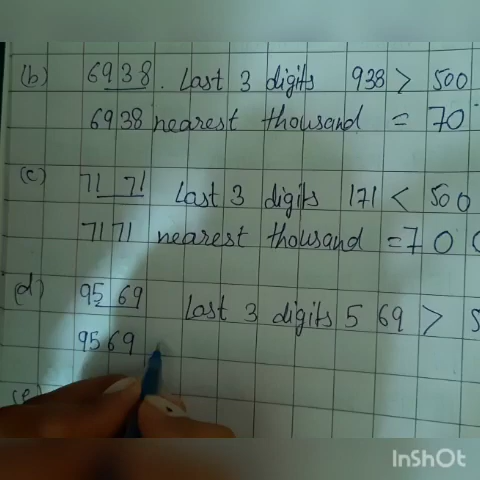 (b) 6938. Last 3 digits 938 > 500
6938 nearest thousand = 70
(c) 7171 Last 3 digits 171 < 500
7171 nearest thousand = 700
(d) 9569 Last 3 digits 569 >
9569
(e)
InShOt